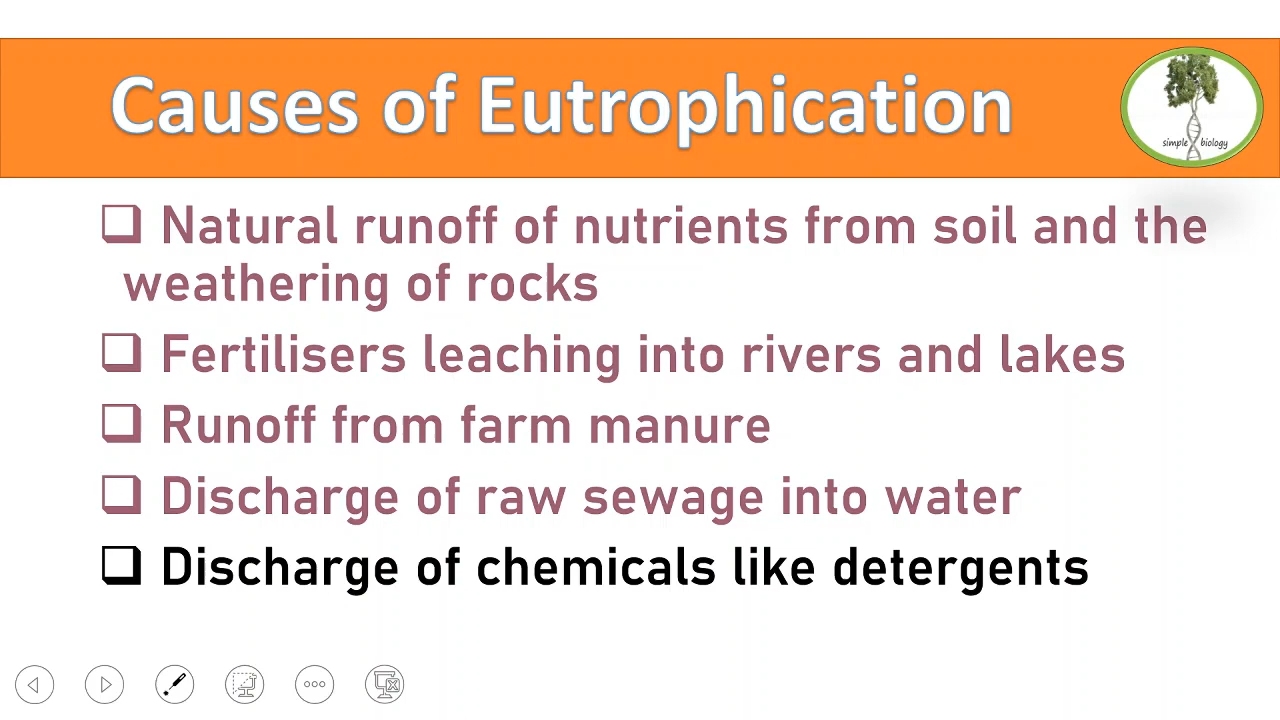 Causes of Eutrophication
simple biology
❑ Natural runoff of nutrients from soil and the
weathering of rocks
❑ Fertilisers leaching into rivers and lakes
❑ Runoff from farm manure
❑ Discharge of raw sewage into water
❑ Discharge of chemicals like detergents